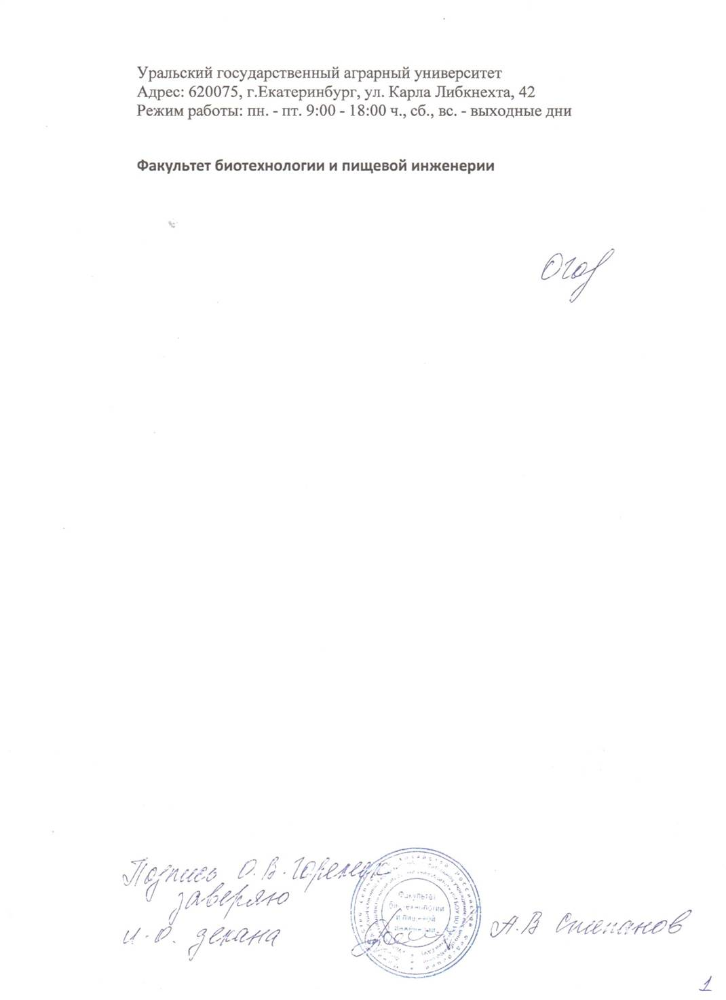 Уральский государственный аграрный университет
Адрес: 620075, г.Екатеринбург, ул. Карла Либкнехта, 42
Режим работы: пн. - пт. 9:00 - 18:00 ч., сб., вс. - выходные дни
Факультет биотехнологии и пищевой инженерии
Подпись О.В. Горелик
заверяю
и.о. декана
Факультет
биотехнологии
и пищевой
инженерии
А.В Степанов
1